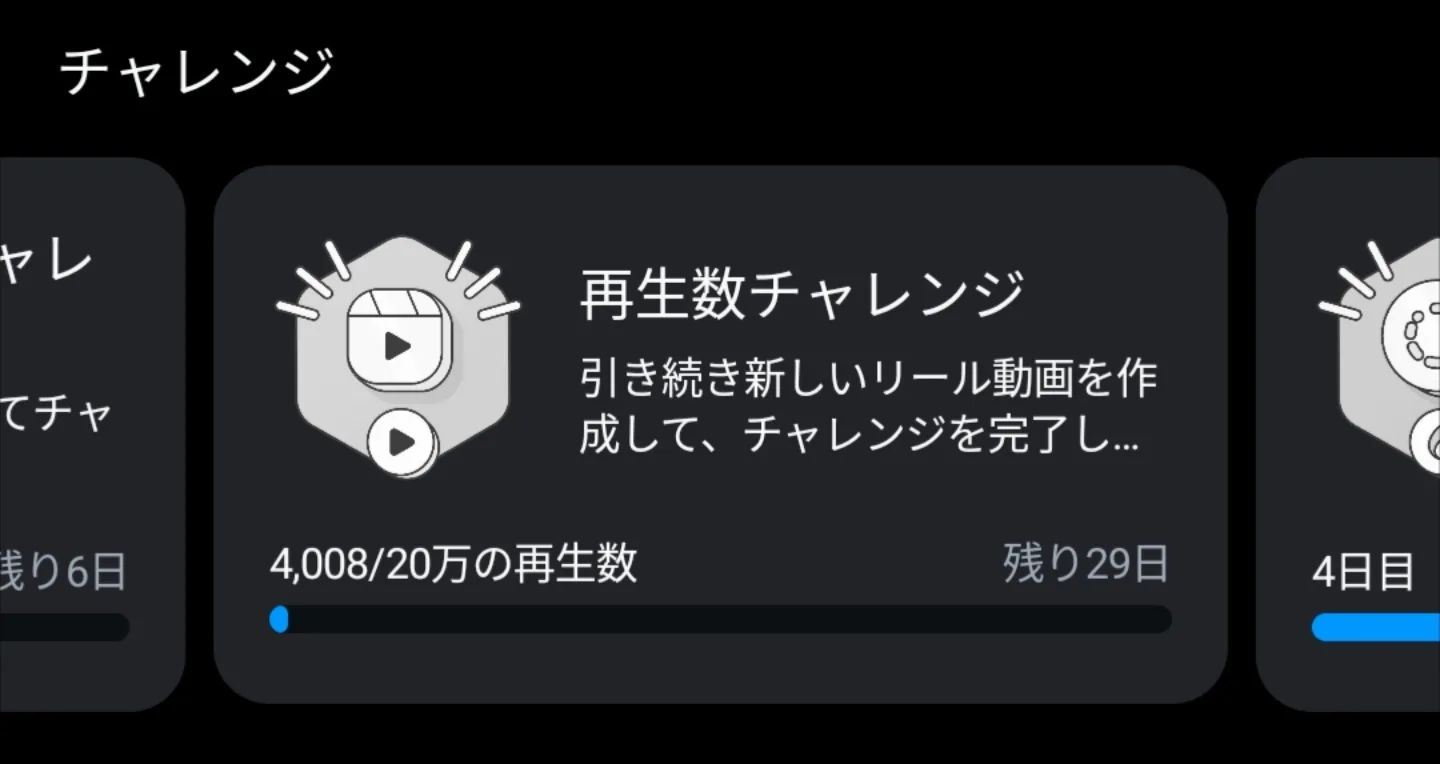 チャレンジ
ャレ
てチャ
残り6日
再生数チャレンジ
引き続き新しいリール動画を作
成して、チャレンジを完了し...
4,008/20万の再生数
残り29日
4日目